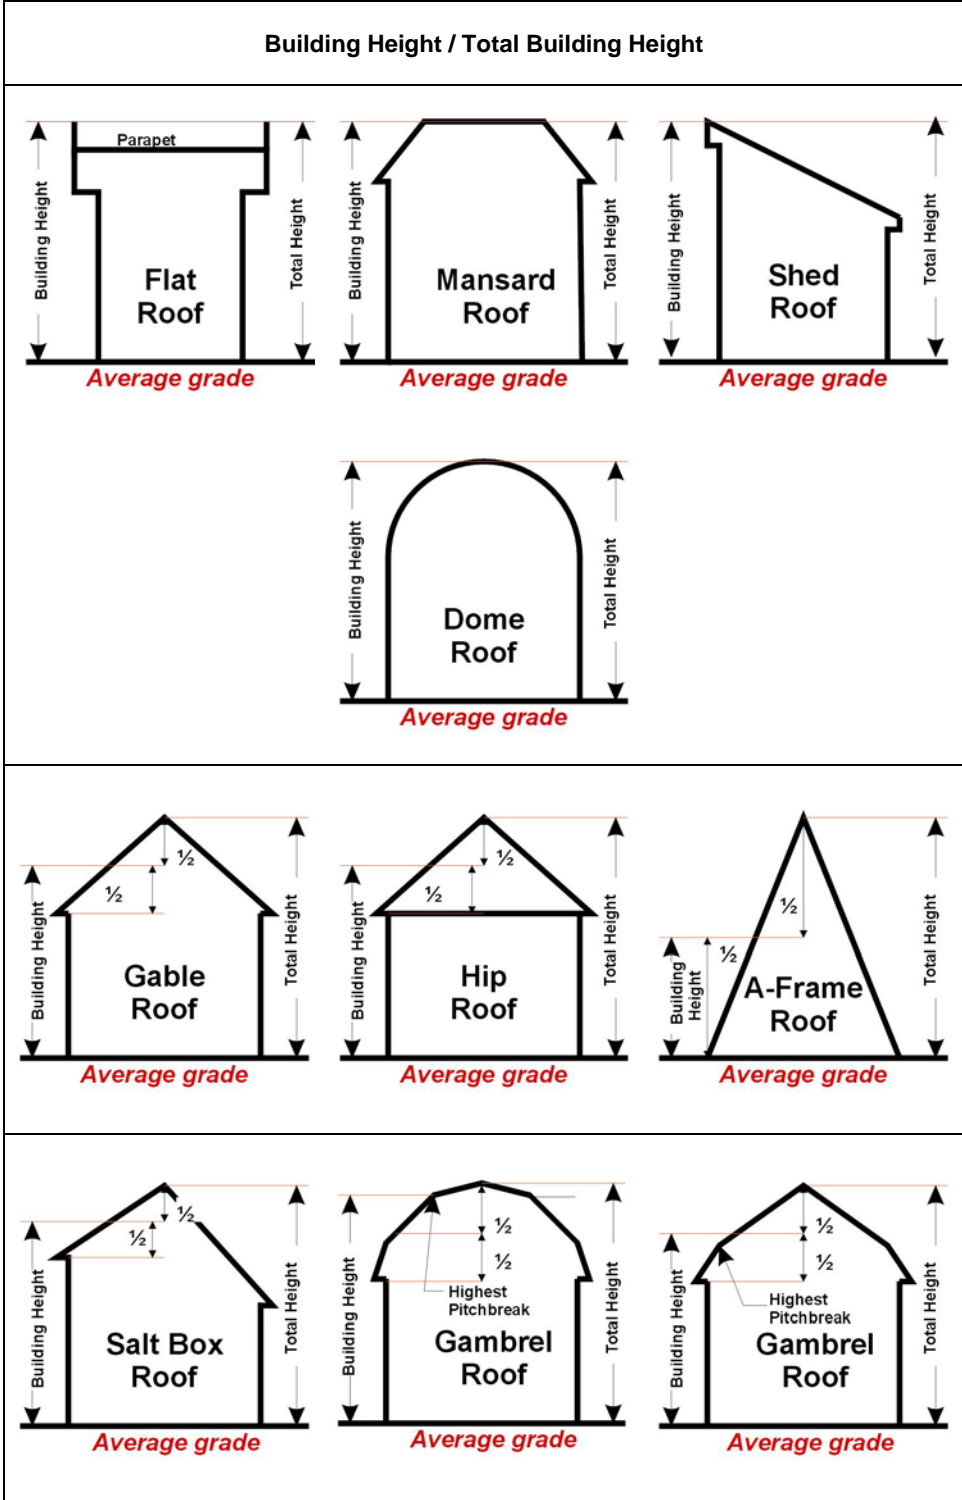 Building Height / Total Building Height
Parapet
Building Height
Total Height
Flat
Roof
Average grade
Building Height
Total Height
Mansard
Roof
Average grade
Building Height
Total Height
Shed
Roof
Average grade
Building Height
Total Height
Dome
Roof
Average grade
½
½
Building Height
Total Height
Gable
Roof
Average grade
½
½
Building Height
Total Height
Hip
Roof
Average grade
½
½
Building
Height
Total Height
A-Frame
Roof
Average grade
½
½
Building Height
Total Height
Salt Box
Roof
Average grade
½
½
Highest
Pitchbreak
Building Height
Total Height
Gambrel
Roof
Average grade
½
½
Highest
Pitchbreak
Building Height
Total Height
Gambrel
Roof
Average grade